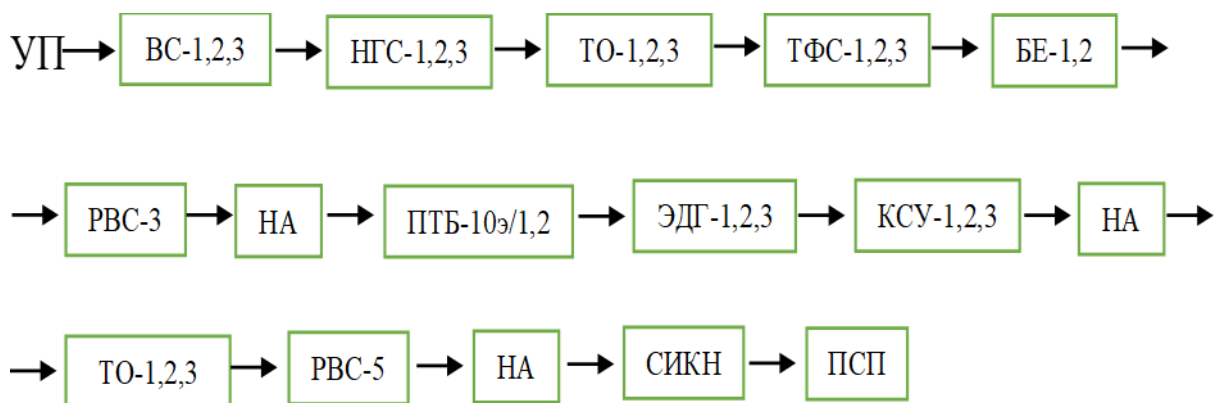 УП ВС-1,2,3 НГС-1,2,3 ТО-1,2,3 ТФС-1,2,3 БЕ-1,2
РВС-3 НА ПТБ-10э/1,2 ЭДГ-1,2,3 КСУ-1,2,3 НА
ТО-1,2,3 РВС-5 НА СИКН ПСП